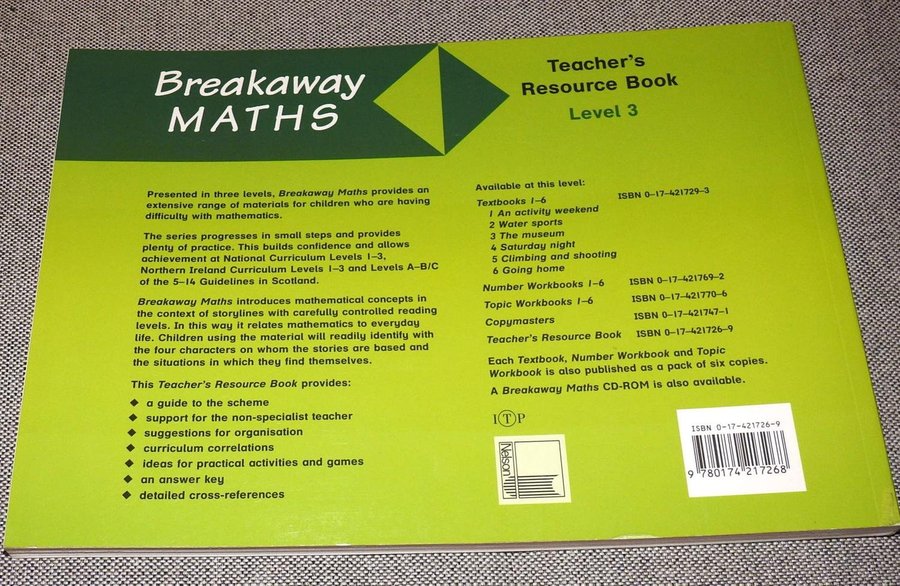 Breakaway
MATHS
Teacher's
Resource Book
Level 3
Presented in three levels, Breakaway Maths provides an
extensive range of materials for children who are having
difficulty with mathematics.
The series progresses in small steps and provides
plenty of practice. This builds confidence and allows
achievement at National Curriculum Levels 1–3,
Northern Ireland Curriculum Levels 1–3 and Levels A–B/C
of the 5–14 Guidelines in Scotland.
Breakaway Maths introduces mathematical concepts in
the context of storylines with carefully controlled reading
levels. In this way it relates mathematics to everyday
life. Children using the material will readily identify with
the four characters on whom the stories are based and
the situations in which they find themselves.
This Teacher's Resource Book provides:
◆ a guide to the scheme
◆ support for the non-specialist teacher
◆ suggestions for organisation
◆ curriculum correlations
◆ ideas for practical activities and games
◆ an answer key
◆ detailed cross-references
Available at this level:
Textbooks 1–6 ISBN 0-17-421729-3
1 An activity weekend
2 Water sports
3 The museum
4 Saturday night
5 Climbing and shooting
6 Going home
Number Workbooks 1–6 ISBN 0-17-421769-2
Topic Workbooks 1–6 ISBN 0-17-421770-6
Copymasters ISBN 0-17-421747-1
Teacher's Resource Book ISBN 0-17-421726-9
Each Textbook, Number Workbook and Topic
Workbook is also published as a pack of six copies.
A Breakaway Maths CD-ROM is also available.
I T P
Nelson
ISBN 0-17-421726-9
9 780174 217268